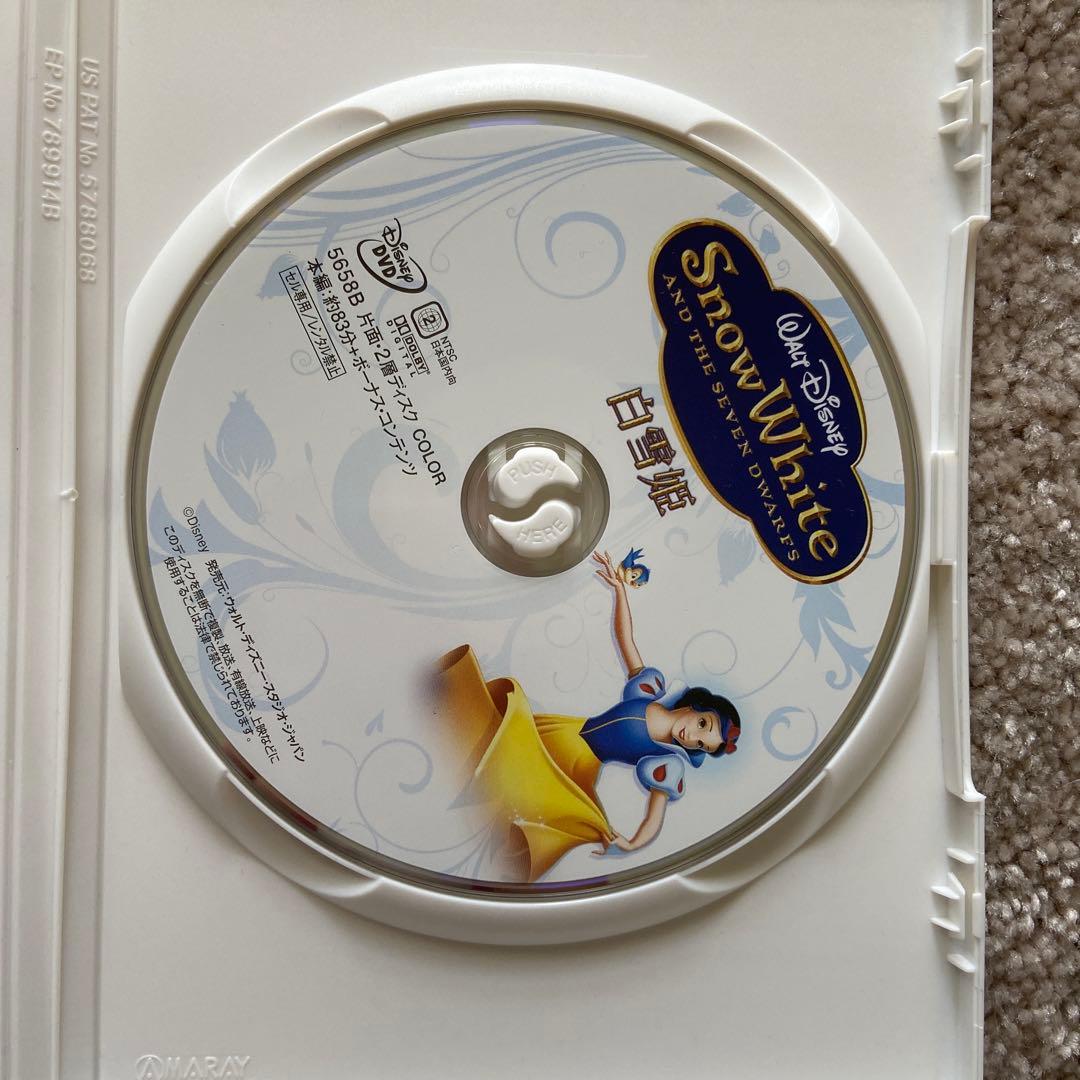 US PAT No 5788068
EP No 789914B
WALT DISNEY
Snow White
AND THE SEVEN DWARFS
白雪姫
DISNEY
DVD
2
NTSC
日本国内向
DOLBY
DIGITAL
5658B 片面・2層ディスク COLOR
本編:約83分+ボーナス・コンテンツ
セル専用/レンタル禁止
PUSH
HERE
©Disney 発売元:ウォルト・ディズニー・スタジオ・ジャパン
このディスクを無断で複製、放送、有線放送、上映などに
使用することは法律で禁じられております。
AMARAY